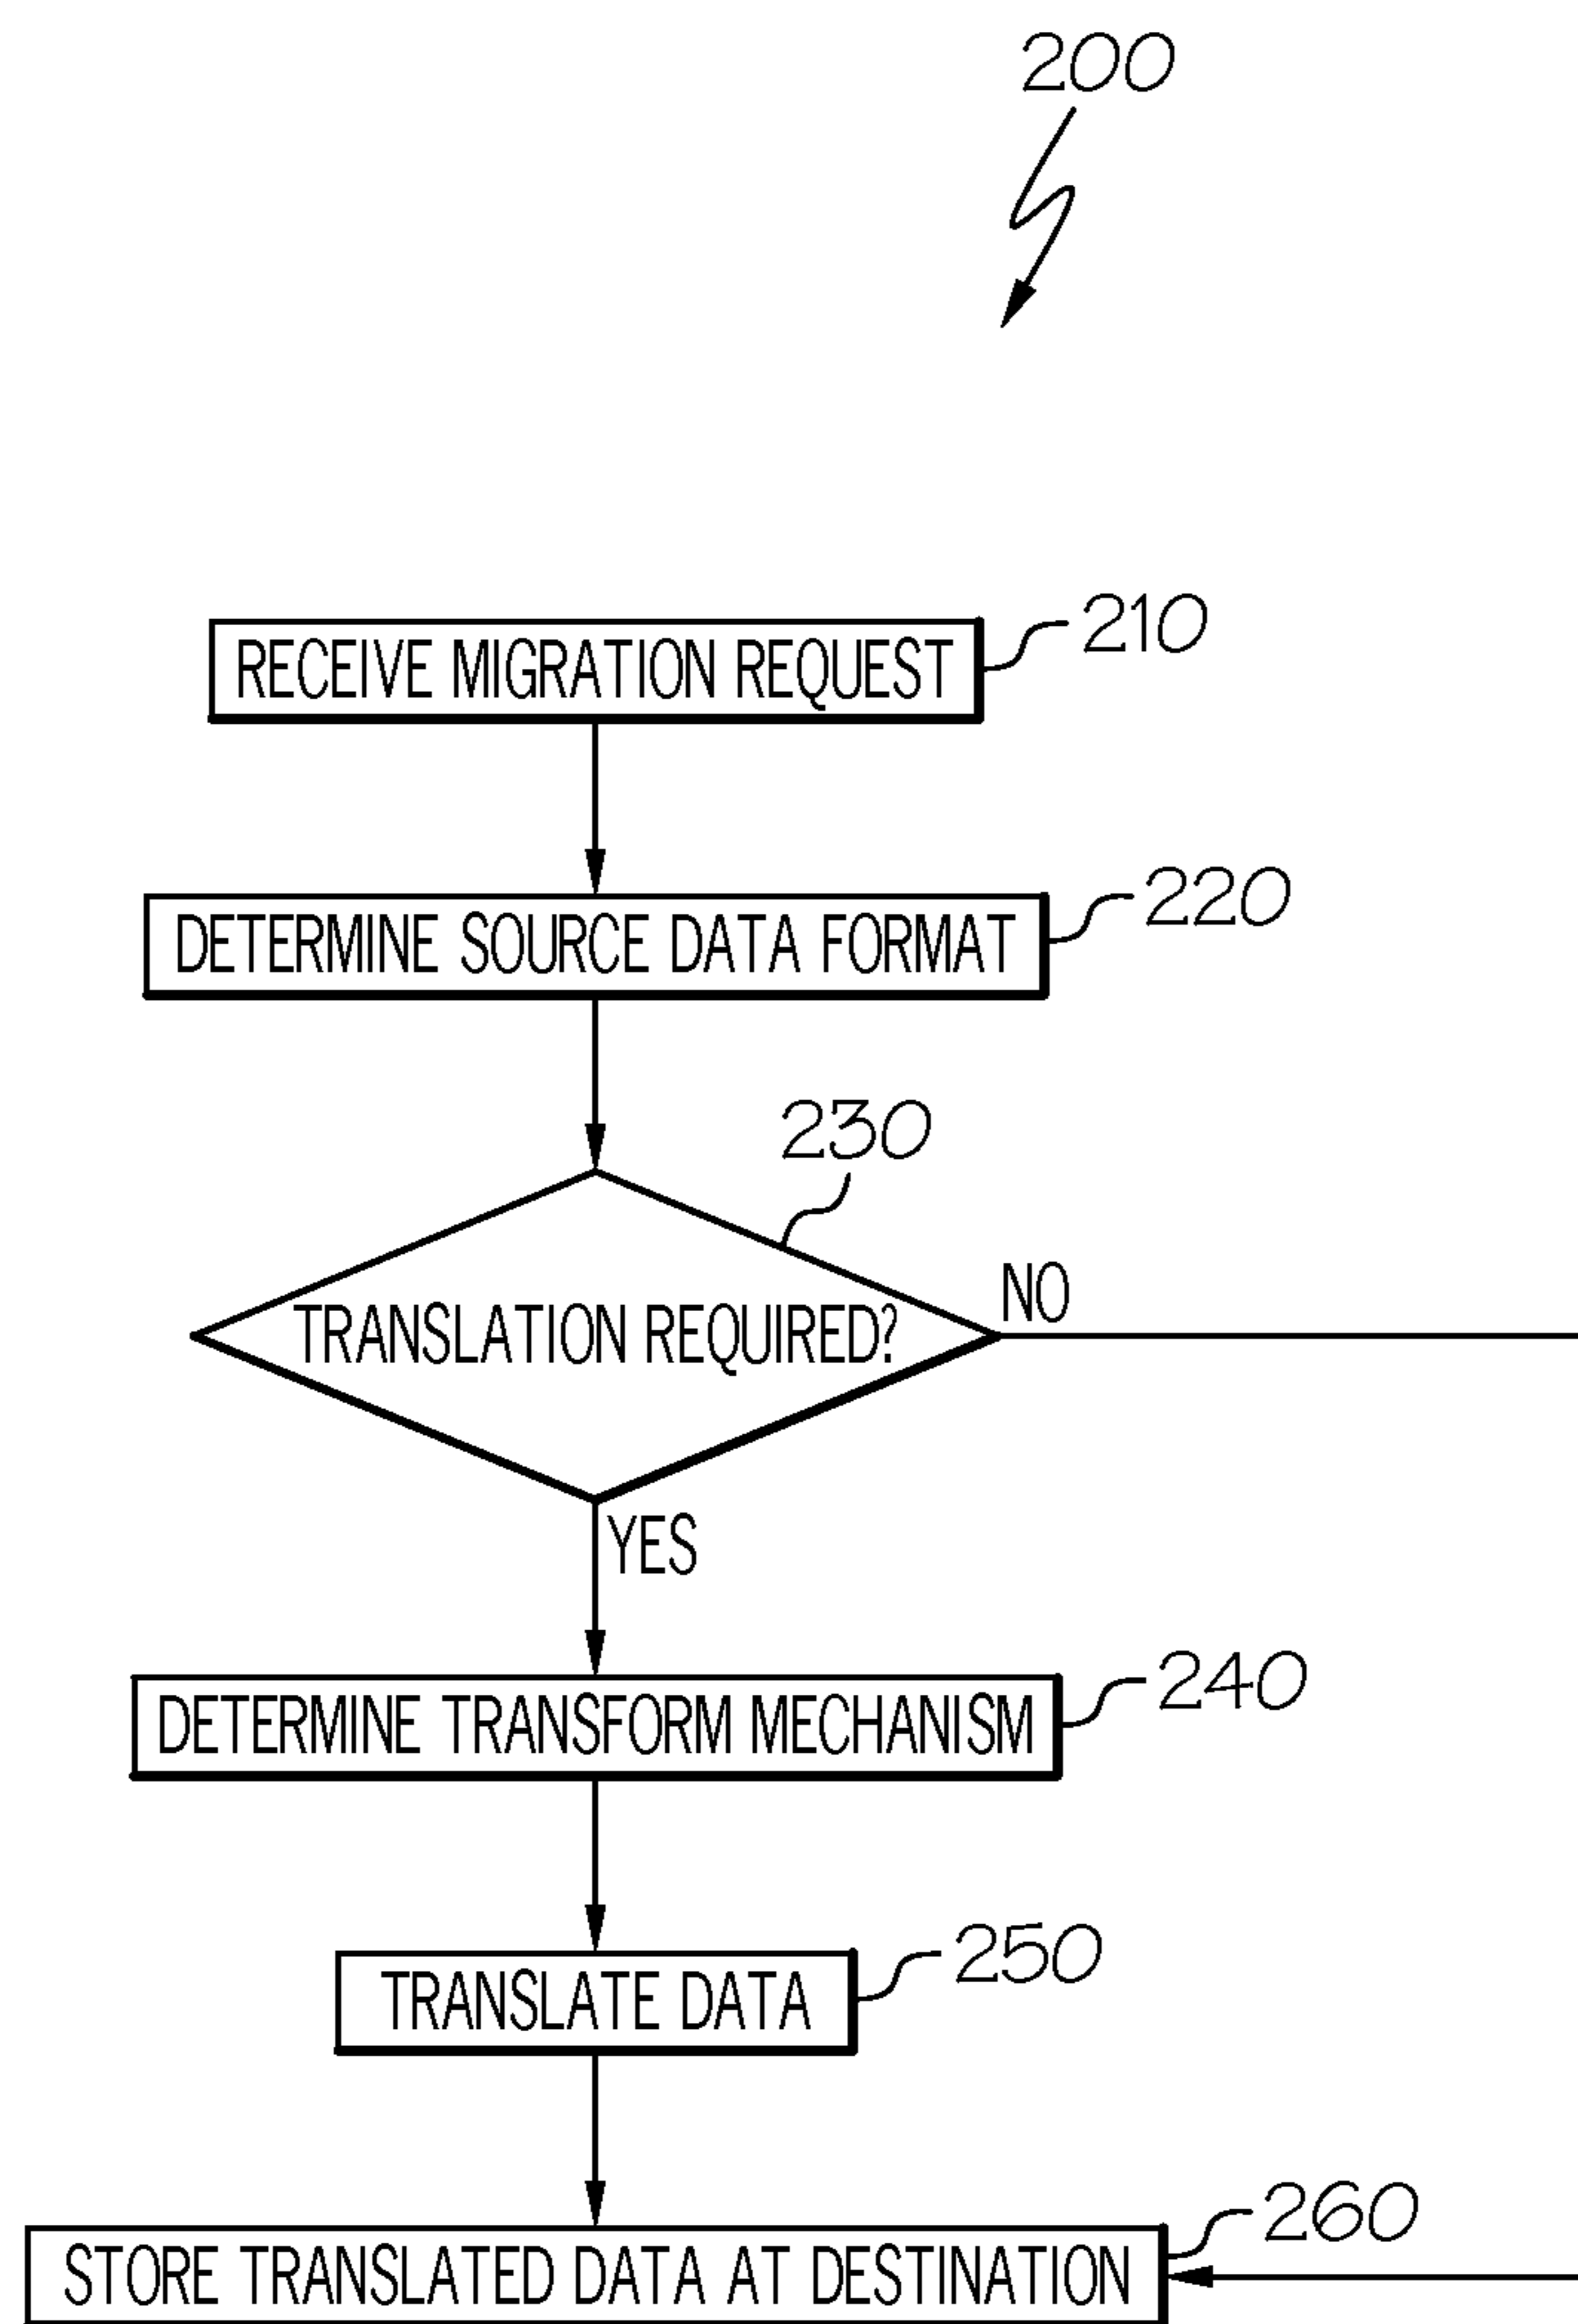 200
RECEIVE MIGRATION REQUEST
210
DETERMINE SOURCE DATA FORMAT
220
230
TRANSLATION REQUIRED?
NO
YES
DETERMINE TRANSFORM MECHANISM
240
TRANSLATE DATA
250
STORE TRANSLATED DATA AT DESTINATION
260